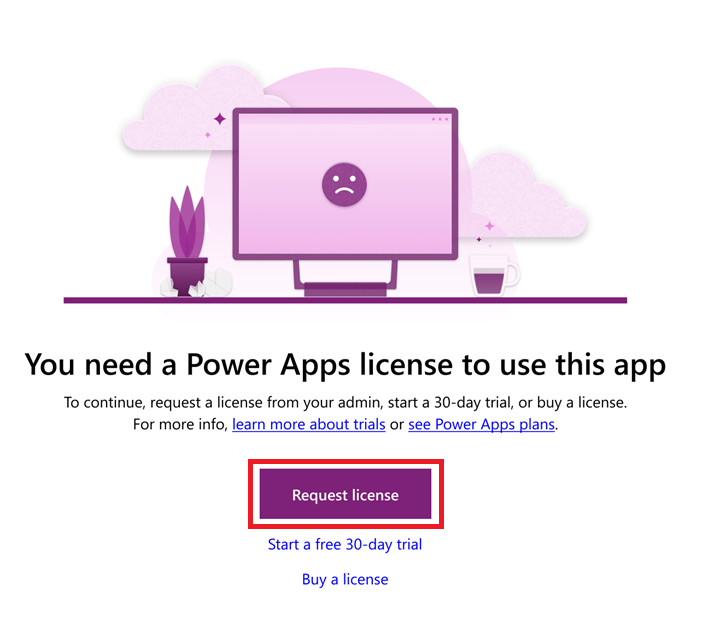 You need a Power Apps license to use this app
To continue, request a license from your admin, start a 30-day trial, or buy a license.
For more info, learn more about trials or see Power Apps plans.
Request license
Start a free 30-day trial
Buy a license